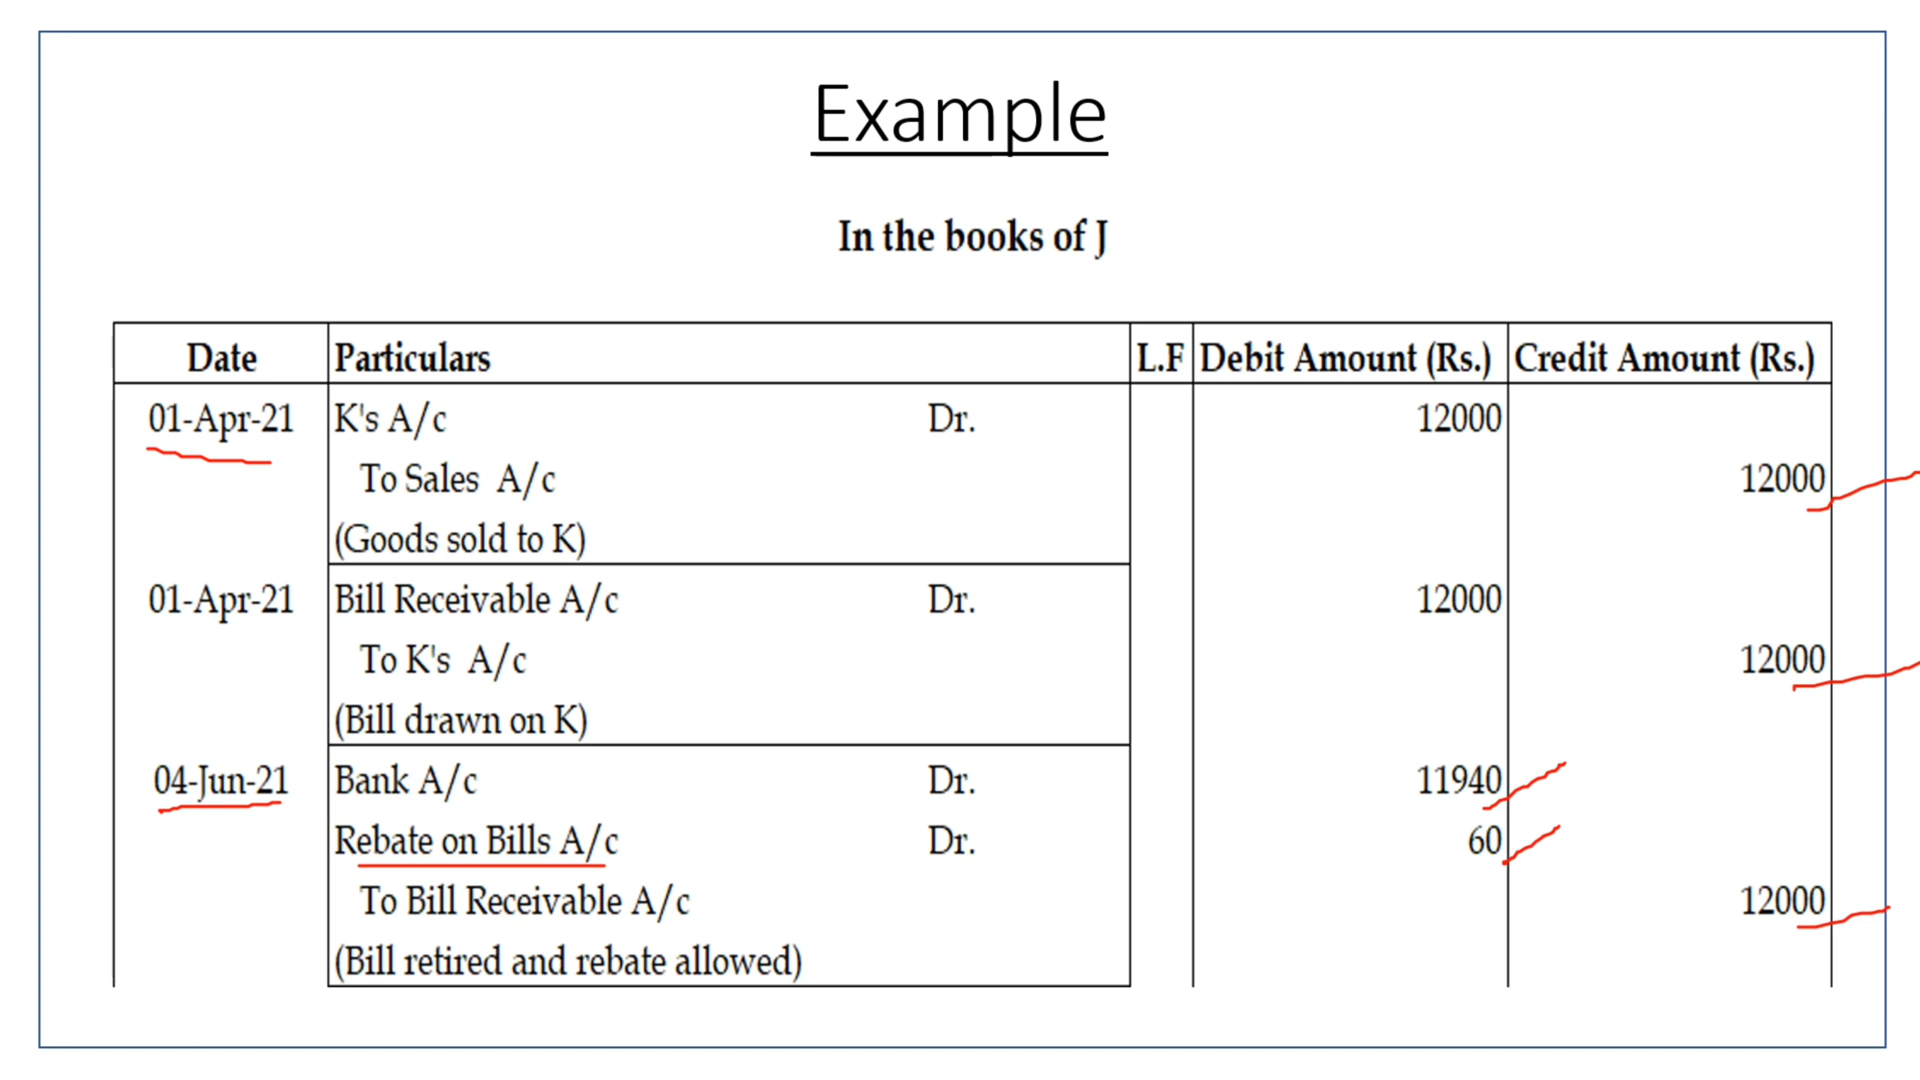 Example
In the books of J
Date Particulars L.F Debit Amount (Rs.) Credit Amount (Rs.)
01-Apr-21 K's A/c Dr. 12000
To Sales A/c 12000
(Goods sold to K)
01-Apr-21 Bill Receivable A/c Dr. 12000
To K's A/c 12000
(Bill drawn on K)
04-Jun-21 Bank A/c Dr. 11940
Rebate on Bills A/c Dr. 60
To Bill Receivable A/c 12000
(Bill retired and rebate allowed)